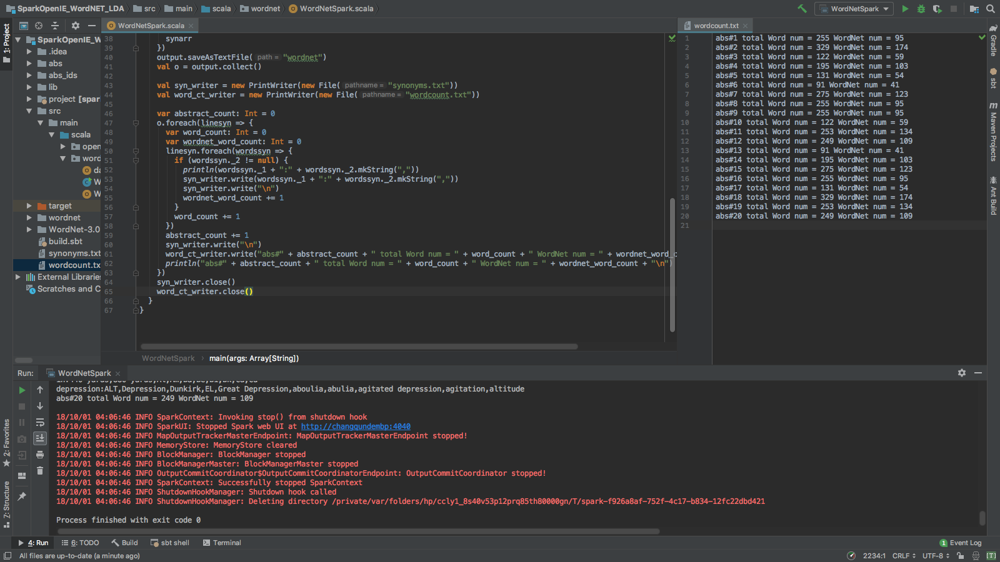 SparkOpenIE_WordNET_LDA src main scala wordnet WordNetSpark.scala WordNetSpark
1: Project
WordNetSpark.scala
wordcount.txt
SparkOpenIE_W
.idea
abs
abs_ids
lib
project [spar
src
main
scala
open
word
da
W
W
target
wordnet
WordNet-3.0
build.sbt
synonyms.txt
wordcount.tx
External Libraries
Scratches and C
38 synarr
39 })
40 output.saveAsTextFile( path = "wordnet")
41 val o = output.collect()
42
43 val syn_writer = new PrintWriter(new File( pathname = "synonyms.txt"))
44 val word_ct_writer = new PrintWriter(new File( pathname = "wordcount.txt"))
45
46 var abstract_count: Int = 0
47 o.foreach(linesyn => {
48 var word_count: Int = 0
49 var wordnet_word_count: Int = 0
50 linesyn.foreach(wordssyn => {
51 if (wordssyn._2 != null) {
52 println(wordssyn._1 + ":" + wordssyn._2.mkString(","))
53 syn_writer.write(wordssyn._1 + ":" + wordssyn._2.mkString(","))
54 syn_writer.write("\n")
55 wordnet_word_count += 1
56 }
57 word_count += 1
58 })
59 abstract_count += 1
60 syn_writer.write("\n")
61 word_ct_writer.write("abs#" + abstract_count + " total Word num = " + word_count + " WordNet num = " + wordnet_word_c
62 println("abs#" + abstract_count + " total Word num = " + word_count + " WordNet num = " + wordnet_word_count + "\n")
63 })
64 syn_writer.close()
65 word_ct_writer.close()
66 }
67 }
WordNetSpark main(args: Array[String])
1 abs#1 total Word num = 255 WordNet num = 95
2 abs#2 total Word num = 329 WordNet num = 174
3 abs#3 total Word num = 122 WordNet num = 59
4 abs#4 total Word num = 195 WordNet num = 103
5 abs#5 total Word num = 131 WordNet num = 54
6 abs#6 total Word num = 91 WordNet num = 41
7 abs#7 total Word num = 275 WordNet num = 123
8 abs#8 total Word num = 255 WordNet num = 95
9 abs#9 total Word num = 255 WordNet num = 95
10 abs#10 total Word num = 122 WordNet num = 59
11 abs#11 total Word num = 253 WordNet num = 134
12 abs#12 total Word num = 249 WordNet num = 109
13 abs#13 total Word num = 91 WordNet num = 41
14 abs#14 total Word num = 195 WordNet num = 103
15 abs#15 total Word num = 275 WordNet num = 123
16 abs#16 total Word num = 255 WordNet num = 95
17 abs#17 total Word num = 131 WordNet num = 54
18 abs#18 total Word num = 329 WordNet num = 174
19 abs#19 total Word num = 253 WordNet num = 134
20 abs#20 total Word num = 249 WordNet num = 109
21
Gradle
sbt
Maven Projects
Ant Build
Run: WordNetSpark
depression:ALT,Depression,Dunkirk,EL,Great Depression,aboulia,abulia,agitated depression,agitation,altitude
abs#20 total Word num = 249 WordNet num = 109
18/10/01 04:06:46 INFO SparkContext: Invoking stop() from shutdown hook
18/10/01 04:06:46 INFO SparkUI: Stopped Spark web UI at http://changqundembp:4040
18/10/01 04:06:46 INFO MapOutputTrackerMasterEndpoint: MapOutputTrackerMasterEndpoint stopped!
18/10/01 04:06:46 INFO MemoryStore: MemoryStore cleared
18/10/01 04:06:46 INFO BlockManager: BlockManager stopped
18/10/01 04:06:46 INFO BlockManagerMaster: BlockManagerMaster stopped
18/10/01 04:06:46 INFO OutputCommitCoordinator$OutputCommitCoordinatorEndpoint: OutputCommitCoordinator stopped!
18/10/01 04:06:46 INFO SparkContext: Successfully stopped SparkContext
18/10/01 04:06:46 INFO ShutdownHookManager: Shutdown hook called
18/10/01 04:06:46 INFO ShutdownHookManager: Deleting directory /private/var/folders/hp/ccly1_8s40v53p12prq85th80000gn/T/spark-f926a8af-752f-4c17-b834-12fc22dbd421
Process finished with exit code 0
2: Favorites
7: Structure
4: Run 6: TODO Build sbt shell Terminal 1 Event Log
All files are up-to-date (a minute ago) 2234:1 CRLF UTF-8 [T]